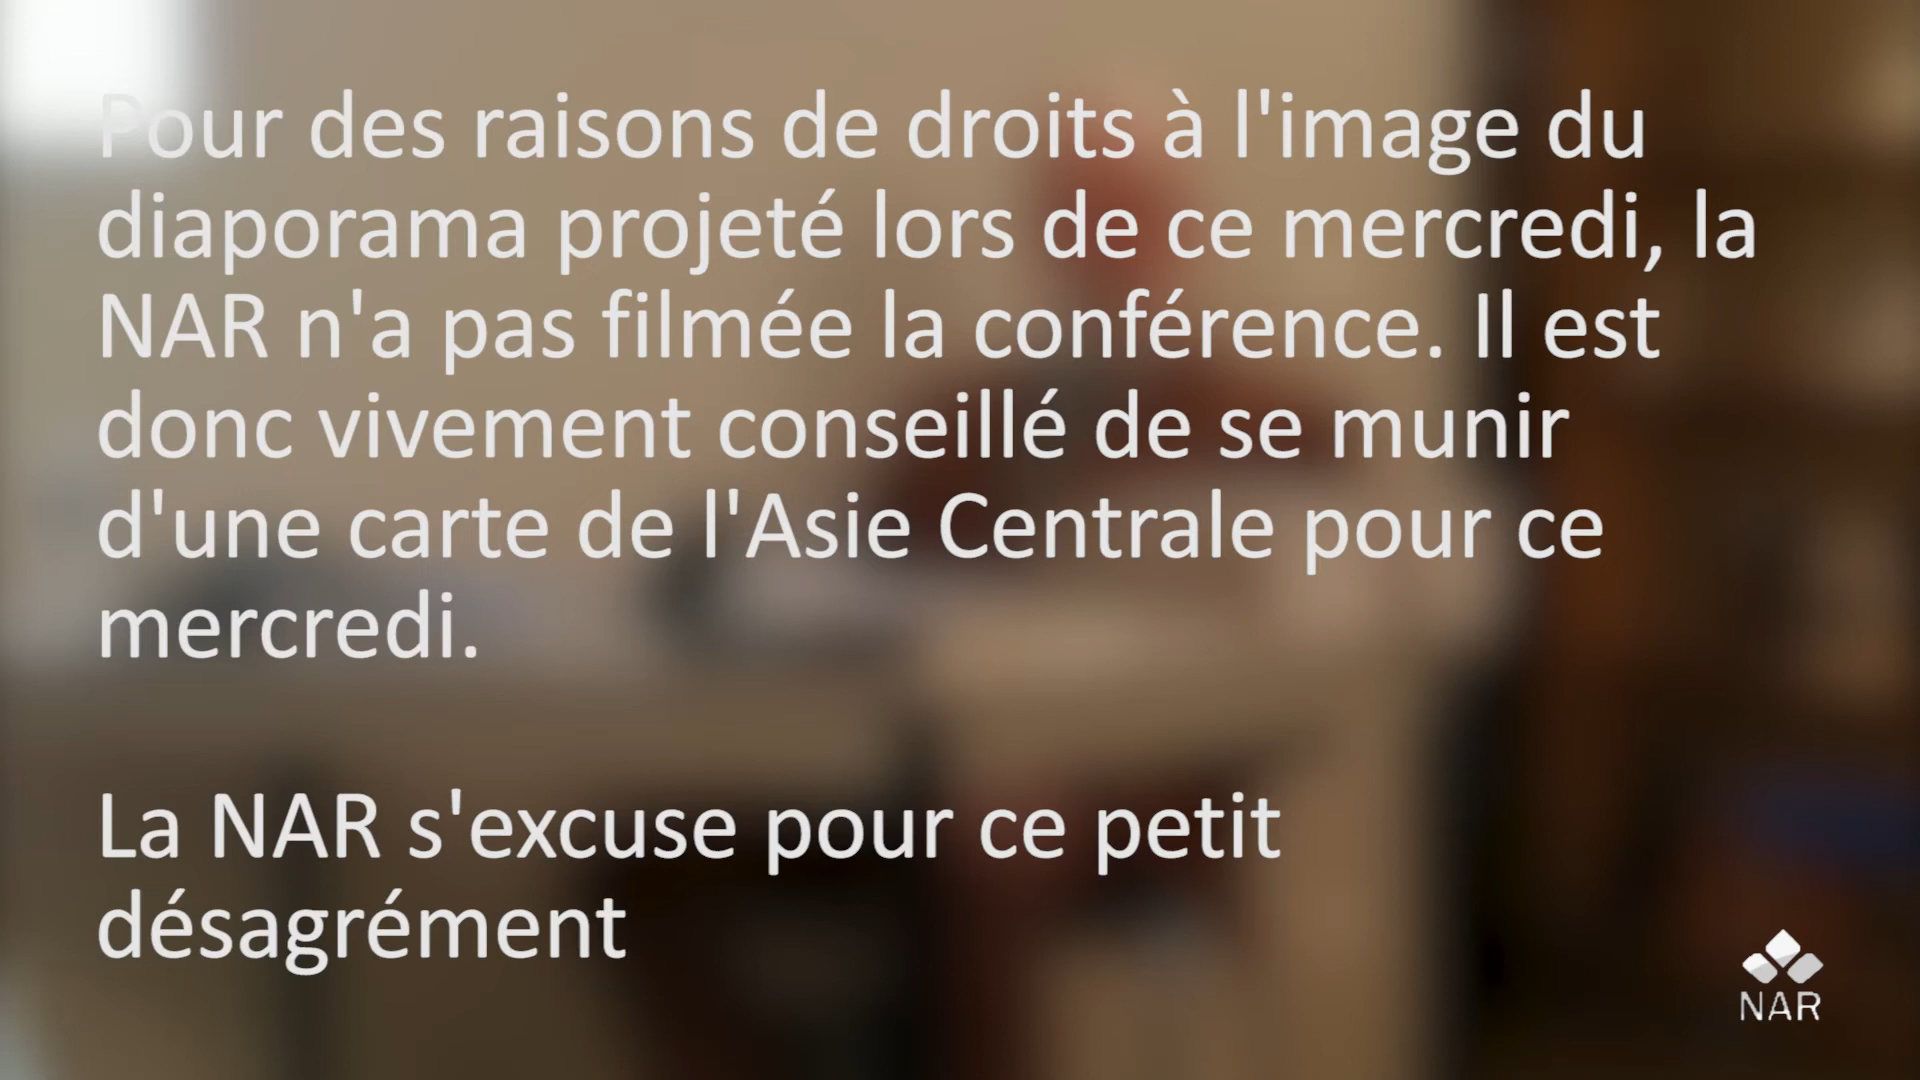 Pour des raisons de droits à l'image du
diaporama projeté lors de ce mercredi, la
NAR n'a pas filmée la conférence. Il est
donc vivement conseillé de se munir
d'une carte de l'Asie Centrale pour ce
mercredi.
La NAR s'excuse pour ce petit
désagrément
NAR